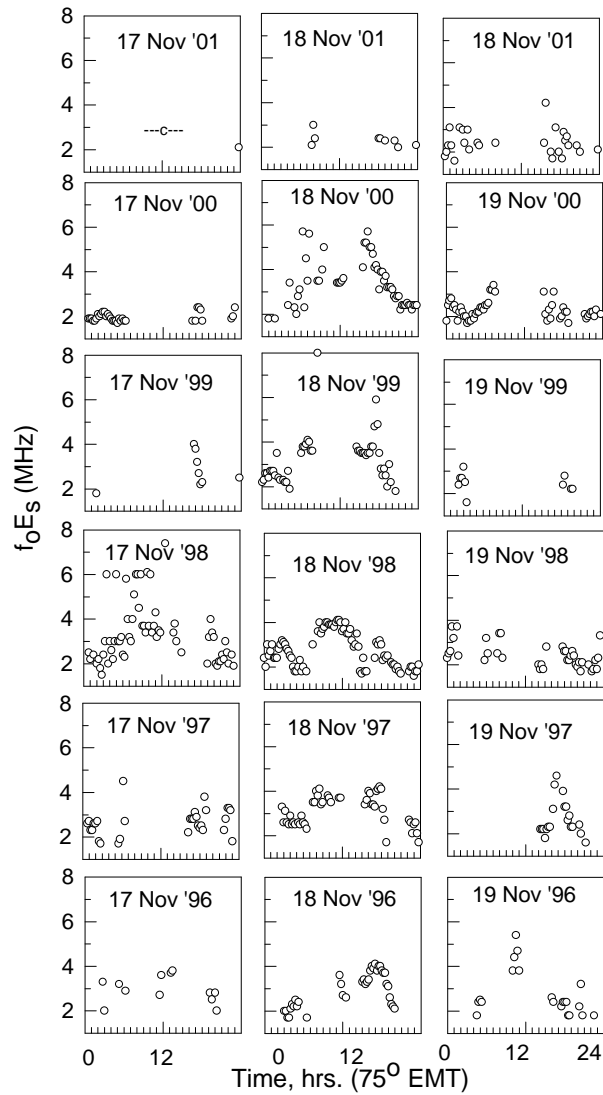 8
17 Nov '01
18 Nov '01
18 Nov '01
6
4
---c---
2
8
17 Nov '00
18 Nov '00
19 Nov '00
6
4
2
8
17 Nov '99
18 Nov '99
19 Nov '99
6
4
2
8
17 Nov '98
18 Nov '98
19 Nov '98
6
4
2
8
17 Nov '97
18 Nov '97
19 Nov '97
6
4
2
8
17 Nov '96
18 Nov '96
19 Nov '96
6
4
2
f₀Eₛ (MHz)
0 12 0 12 0 12 24
Time, hrs. (75⁰ EMT)